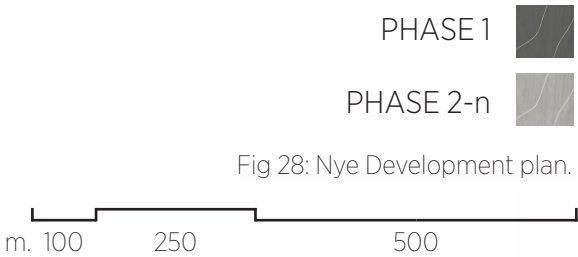 PHASE 1
PHASE 2-n
Fig 28: Nye Development plan.
m. 100 250 500